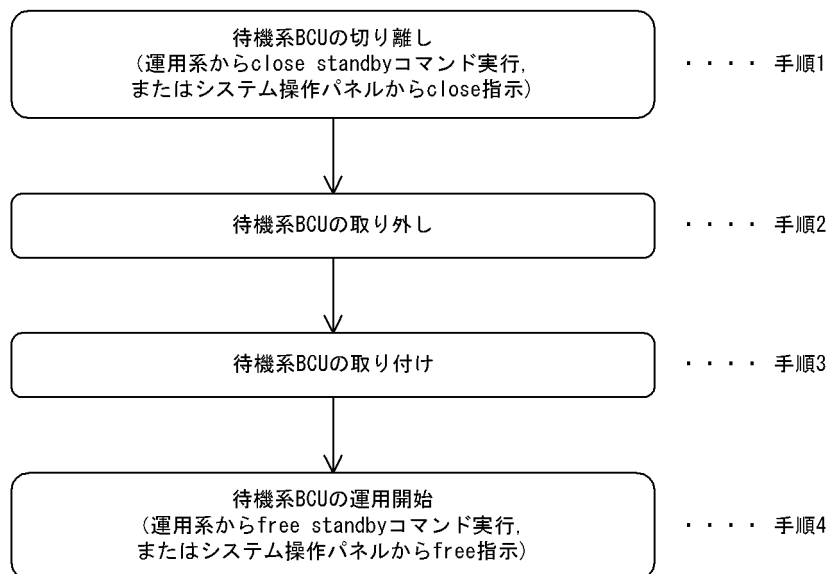 待機系BCUの切り離し
(運用系からclose standbyコマンド実行,
またはシステム操作パネルからclose指示)
・・・・ 手順1
待機系BCUの取り外し
・・・・ 手順2
待機系BCUの取り付け
・・・・ 手順3
待機系BCUの運用開始
(運用系からfree standbyコマンド実行,
またはシステム操作パネルからfree指示)
・・・・ 手順4